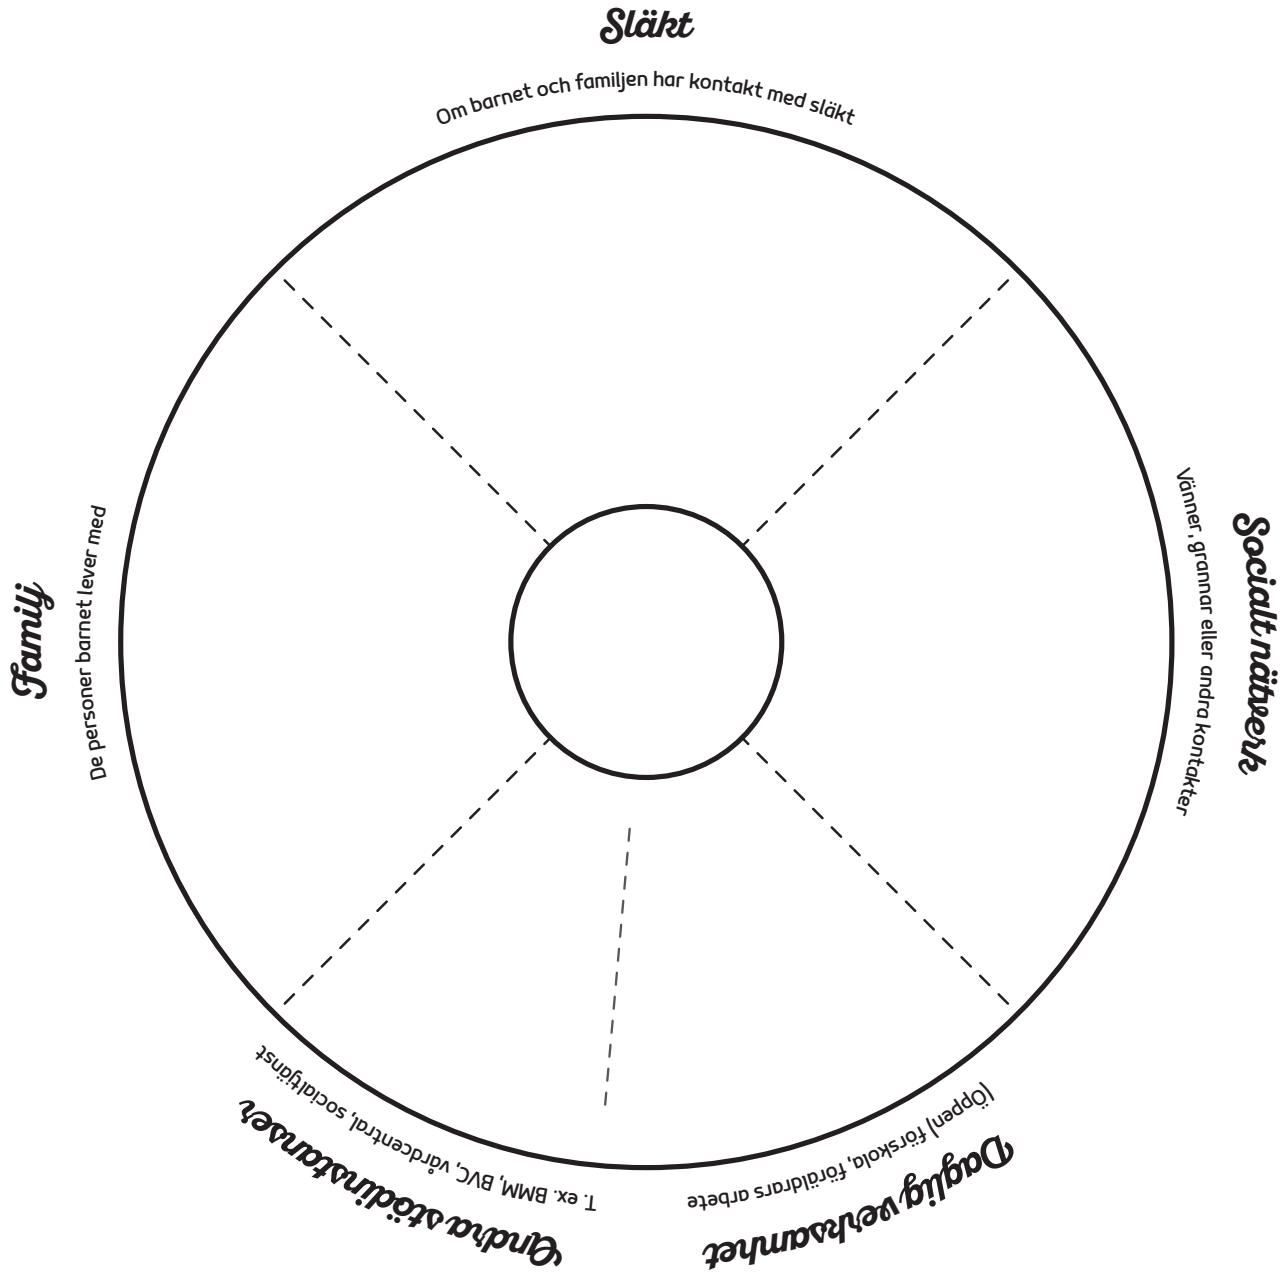 Släkt
Om barnet och familjen har kontakt med släkt
Socialt nätverk
Vänner, grannar eller andra kontakter
Daglig verksamhet
(Öppen) förskola, föräldrars arbete
Andra stödinstanser
T. ex. BMM, BVC, vårdcentral, socialtjänst
Familj
De personer barnet lever med